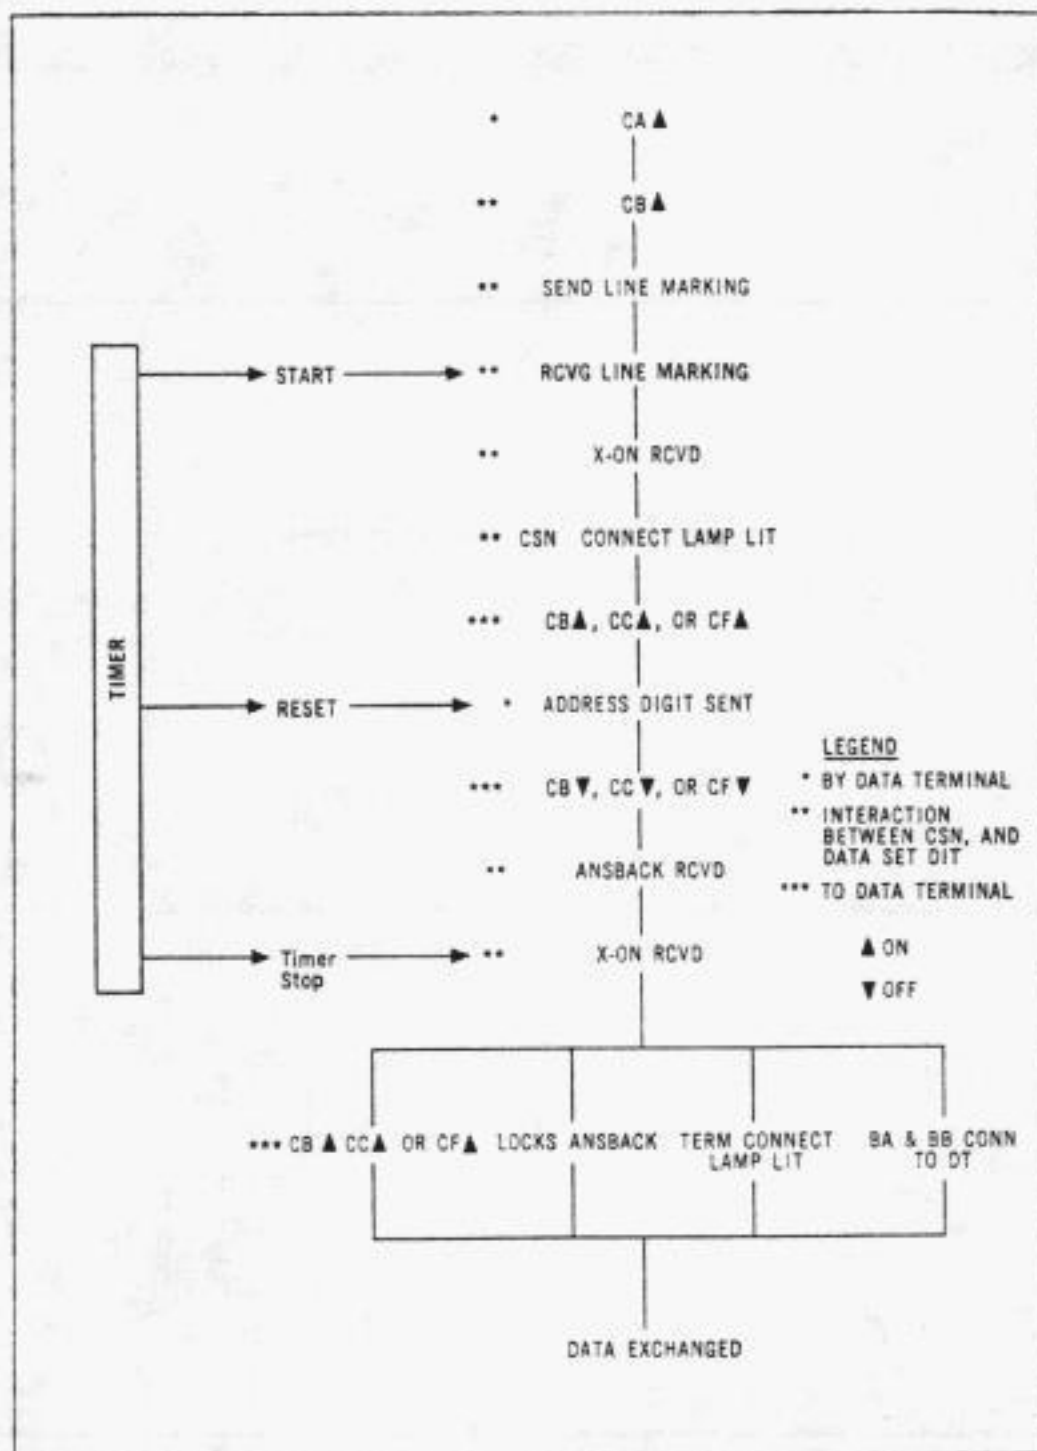 * CA ▲
** CB ▲
** SEND LINE MARKING
START ** RCVG LINE MARKING
** X-ON RCVD
** CSN CONNECT LAMP LIT
*** CB▲, CC▲, OR CF▲
TIMER
RESET * ADDRESS DIGIT SENT
*** CB▼, CC▼, OR CF▼
** ANSBACK RCVD
Timer ** X-ON RCVD
Stop
LEGEND
* BY DATA TERMINAL
** INTERACTION
BETWEEN CSN, AND
DATA SET DIT
*** TO DATA TERMINAL
▲ ON
▼ OFF
*** CB ▲ CC▲ OR CF▲
LOCKS ANSBACK
TERM CONNECT
LAMP LIT
BA & BB CONN
TO DT
DATA EXCHANGED